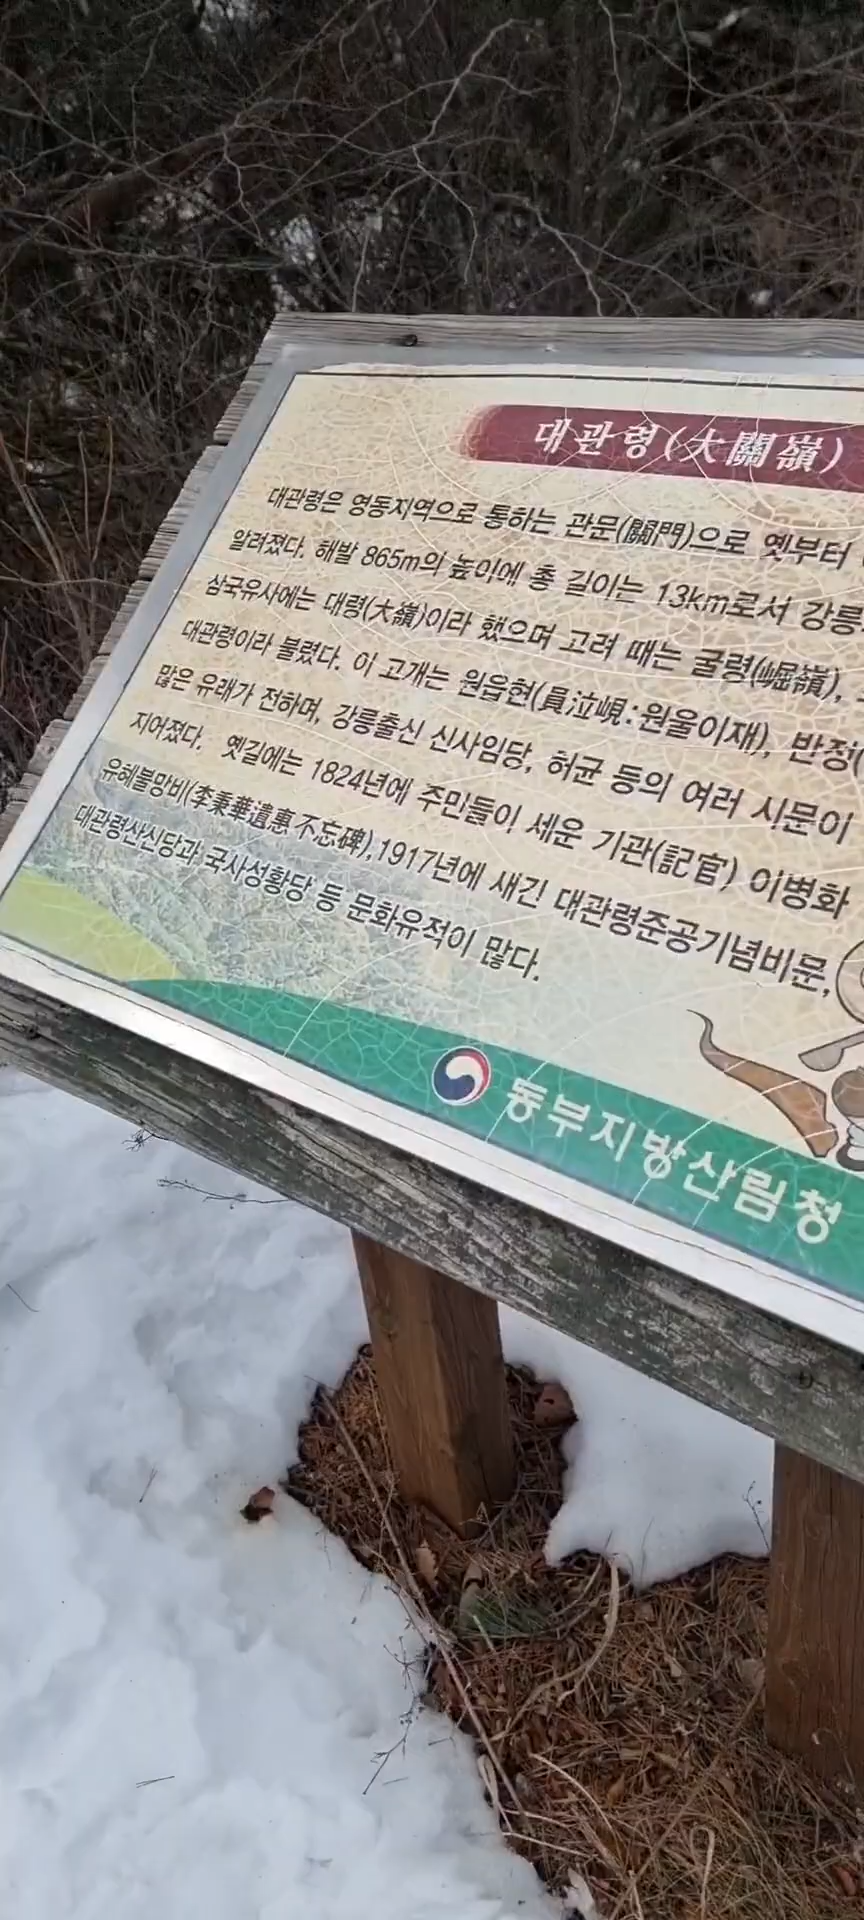 대관령(大關嶺)
대관령은 영동지역으로 통하는 관문(關門)으로 옛부터
알려졌다. 해발 865m의 높이에 총 길이는 13km로서 강릉
삼국유사에는 대령(大嶺)이라 했으며 고려 때는 굴령(崛嶺),
대관령이라 불렸다. 이 고개는 원읍현(員泣峴:원울이재), 반정(
많은 유래가 전하며, 강릉출신 신사임당, 허균 등의 여러 시문이
지어졌다. 옛길에는 1824년에 주민들이 세운 기관(記官) 이병화
유혜불망비(李秉華遺惠不忘碑),1917년에 새긴 대관령준공기념비문,
대관령산신당과 국사성황당 등 문화유적이 많다.
동부지방산림청